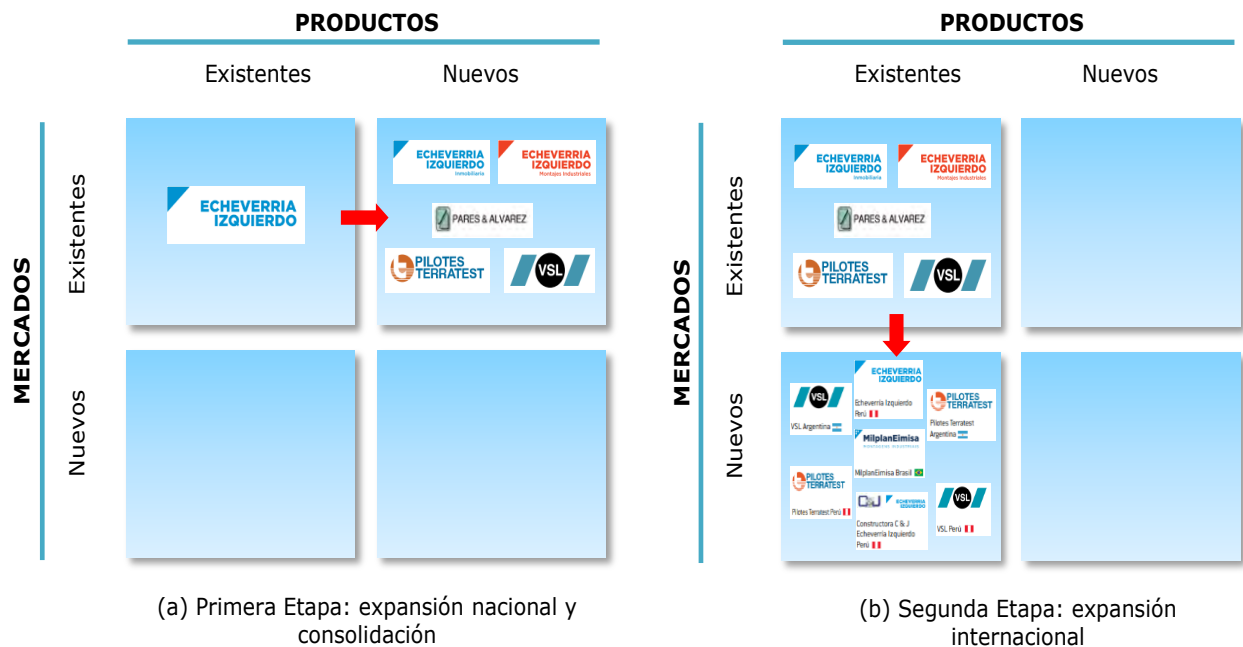 PRODUCTOS
Existentes
Nuevos
MERCADOS
Existentes
Nuevos
ECHEVERRIA
IZQUIERDO
ECHEVERRIA
IZQUIERDO
Inmobiliaria
ECHEVERRIA
IZQUIERDO
Montajes Industriales
PARES & ALVAREZ
PILOTES
TERRATEST
VSL
(a) Primera Etapa: expansión nacional y
consolidación
PRODUCTOS
Existentes
Nuevos
MERCADOS
Existentes
Nuevos
ECHEVERRIA
IZQUIERDO
Inmobiliaria
ECHEVERRIA
IZQUIERDO
Montajes Industriales
PARES & ALVAREZ
PILOTES
TERRATEST
VSL
VSL
VSL Argentina
ECHEVERRIA
IZQUIERDO
Echeverría Izquierdo
Perú
PILOTES
TERRATEST
Pilotes Terratest
Argentina
MilplanEimisa
MilplanEimisa Brasil
PILOTES
TERRATEST
Pilotes Terratest Perú
C&J
ECHEVERRIA
IZQUIERDO
Constructora C & J
Echeverría Izquierdo
Perú
VSL
VSL Perú
(b) Segunda Etapa: expansión
internacional